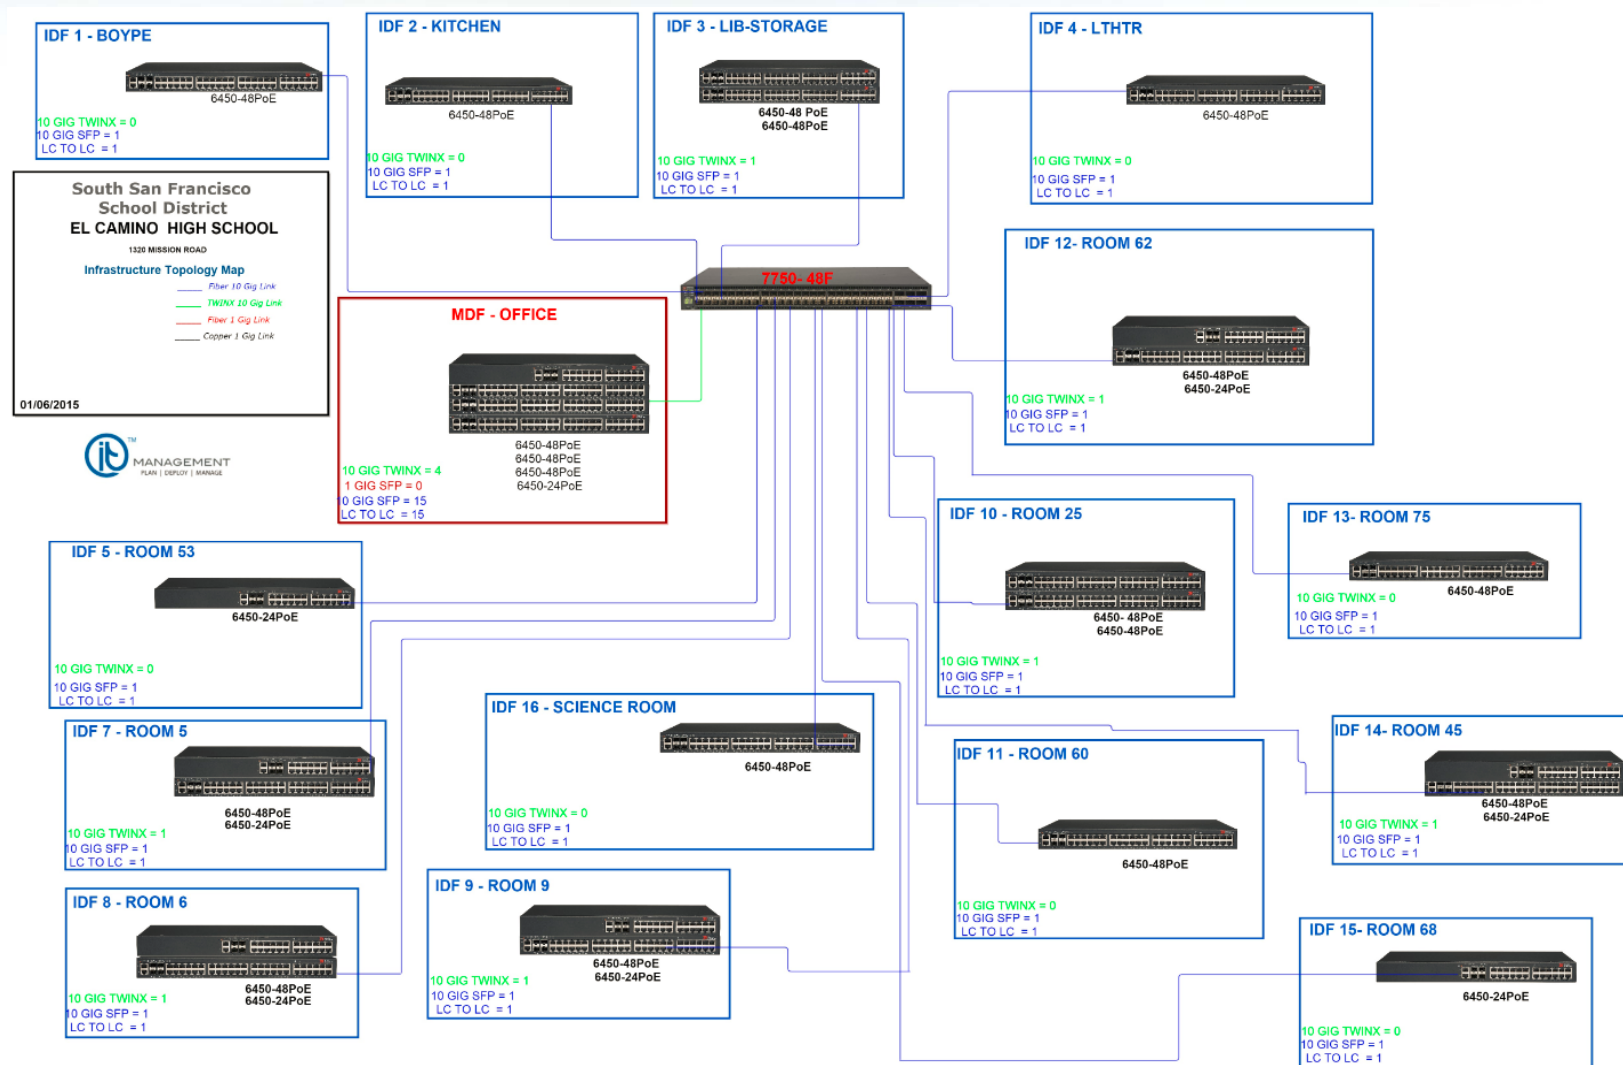 IDF 1 - BOYPE
6450-48PoE
10 GIG TWINX = 0
10 GIG SFP = 1
LC TO LC = 1
IDF 2 - KITCHEN
6450-48PoE
10 GIG TWINX = 0
10 GIG SFP = 1
LC TO LC = 1
IDF 3 - LIB-STORAGE
6450-48 PoE
6450-48PoE
10 GIG TWINX = 1
10 GIG SFP = 1
LC TO LC = 1
IDF 4 - LTHTR
6450-48PoE
10 GIG TWINX = 0
10 GIG SFP = 1
LC TO LC = 1
South San Francisco
School District
EL CAMINO HIGH SCHOOL
1320 MISSION ROAD
Infrastructure Topology Map
Fiber 10 Gig Link
TWINX 10 Gig Link
Fiber 1 Gig Link
Copper 1 Gig Link
01/06/2015
it TM
MANAGEMENT
PLAN | DEPLOY | MANAGE
7750- 48F
MDF - OFFICE
6450-48PoE
6450-48PoE
6450-48PoE
6450-24PoE
10 GIG TWINX = 4
1 GIG SFP = 0
10 GIG SFP = 15
LC TO LC = 15
IDF 12- ROOM 62
6450-48PoE
6450-24PoE
10 GIG TWINX = 1
10 GIG SFP = 1
LC TO LC = 1
IDF 5 - ROOM 53
6450-24PoE
10 GIG TWINX = 0
10 GIG SFP = 1
LC TO LC = 1
IDF 10 - ROOM 25
6450- 48PoE
6450-48PoE
10 GIG TWINX = 1
10 GIG SFP = 1
LC TO LC = 1
IDF 13- ROOM 75
6450-48PoE
10 GIG TWINX = 0
10 GIG SFP = 1
LC TO LC = 1
IDF 7 - ROOM 5
6450-48PoE
6450-24PoE
10 GIG TWINX = 1
10 GIG SFP = 1
LC TO LC = 1
IDF 16 - SCIENCE ROOM
6450-48PoE
10 GIG TWINX = 0
10 GIG SFP = 1
LC TO LC = 1
IDF 11 - ROOM 60
6450-48PoE
10 GIG TWINX = 0
10 GIG SFP = 1
LC TO LC = 1
IDF 14- ROOM 45
6450-48PoE
6450-24PoE
10 GIG TWINX = 1
10 GIG SFP = 1
LC TO LC = 1
IDF 8 - ROOM 6
6450-48PoE
6450-24PoE
10 GIG TWINX = 1
10 GIG SFP = 1
LC TO LC = 1
IDF 9 - ROOM 9
6450-48PoE
6450-24PoE
10 GIG TWINX = 1
10 GIG SFP = 1
LC TO LC = 1
IDF 15- ROOM 68
6450-24PoE
10 GIG TWINX = 0
10 GIG SFP = 1
LC TO LC = 1